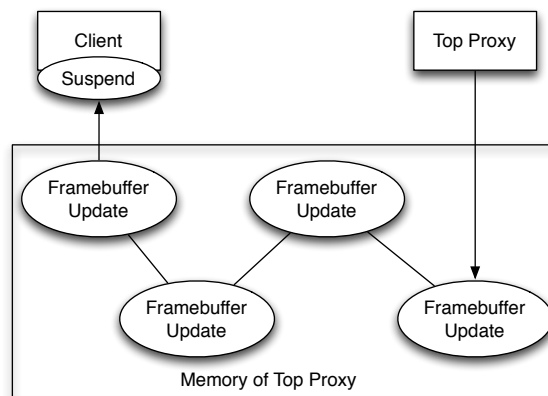 Client
Suspend
Top Proxy
Framebuffer
Update
Framebuffer
Update
Framebuffer
Update
Framebuffer
Update
Memory of Top Proxy